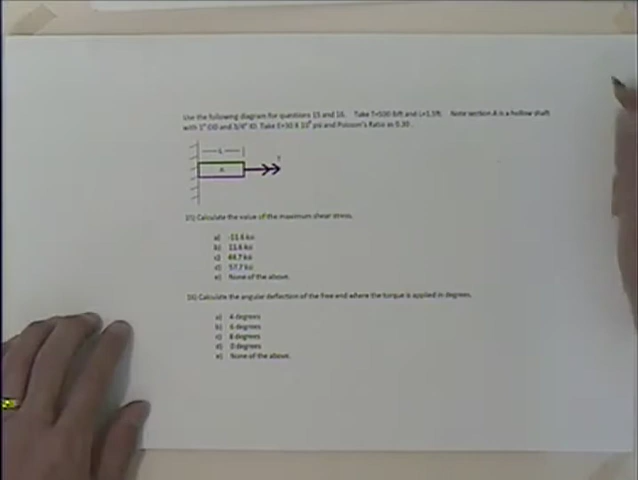 Use the following diagram for questions 15 and 16. Take T=500 lbft and L=1.5ft. Note section A is a hollow shaft
with 1" OD and 3/4" ID. Take E=30 X 10⁶ psi and Poisson's Ratio as 0.30.
L
T
A
15) Calculate the value of the maximum shear stress.
a) -11.6 ksi
b) 11.6 ksi
c) 44.7 ksi
d) 57.7 ksi
e) None of the above.
16) Calculate the angular deflection of the free end where the torque is applied in degrees.
a) 4 degrees
b) 6 degrees
c) 8 degrees
d) 0 degrees
e) None of the above.